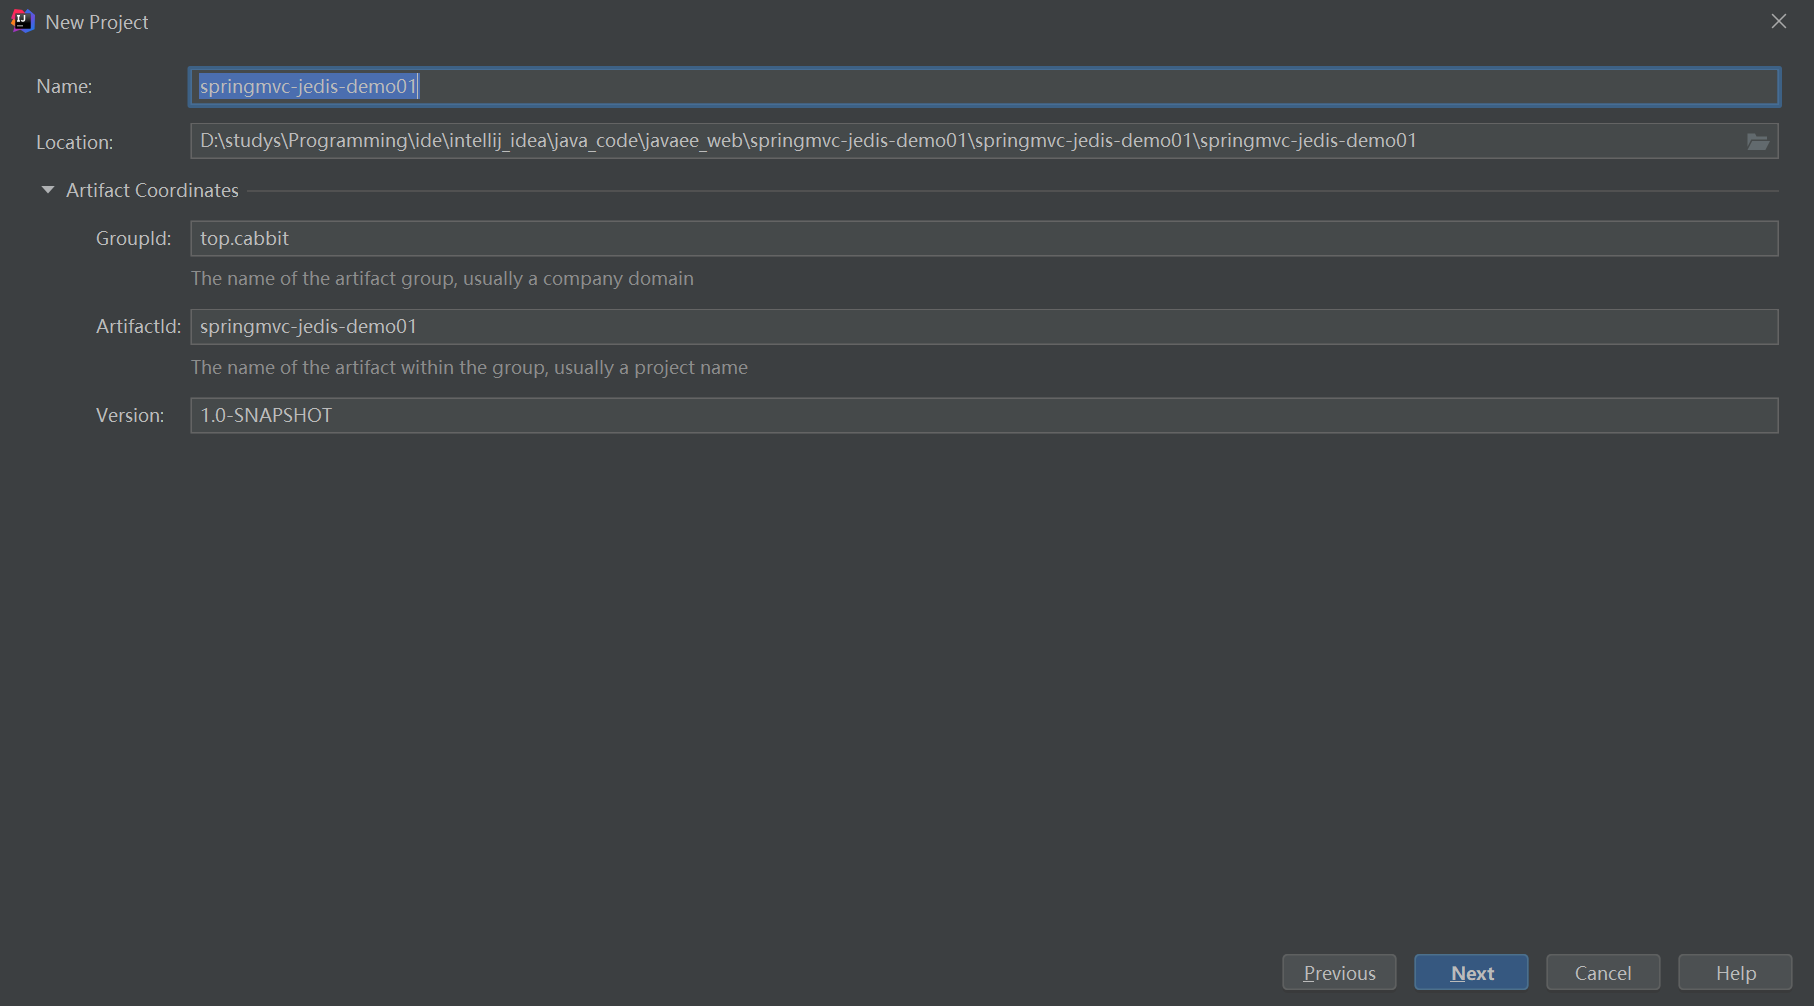 New Project
Name: springmvc-jedis-demo01
Location: D:\studys\Programming\ide\intellij_idea\java_code\javaee_web\springmvc-jedis-demo01\springmvc-jedis-demo01\springmvc-jedis-demo01
Artifact Coordinates
GroupId: top.cabbit
The name of the artifact group, usually a company domain
ArtifactId: springmvc-jedis-demo01
The name of the artifact within the group, usually a project name
Version: 1.0-SNAPSHOT
Previous Next Cancel Help